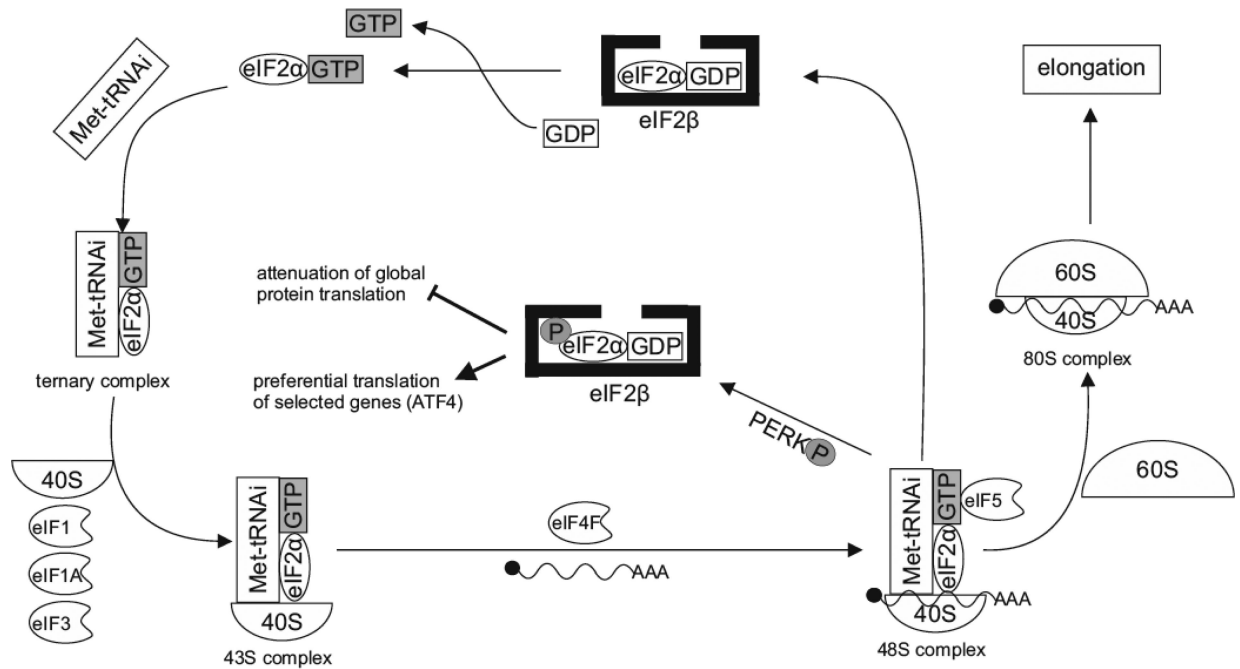 GTP
eIF2α GTP
eIF2α GDP
eIF2β
GDP
Met-tRNAi
elongation
Met-tRNAi
GTP
eIF2α
ternary complex
attenuation of global
protein translation
preferential translation
of selected genes (ATF4)
P
eIF2α GDP
eIF2β
PERK P
60S
40S
AAA
80S complex
60S
40S
eIF1
eIF1A
eIF3
Met-tRNAi
GTP
eIF2α
40S
43S complex
eIF4F
AAA
Met-tRNAi
GTP
eIF5
eIF2α
40S
AAA
48S complex